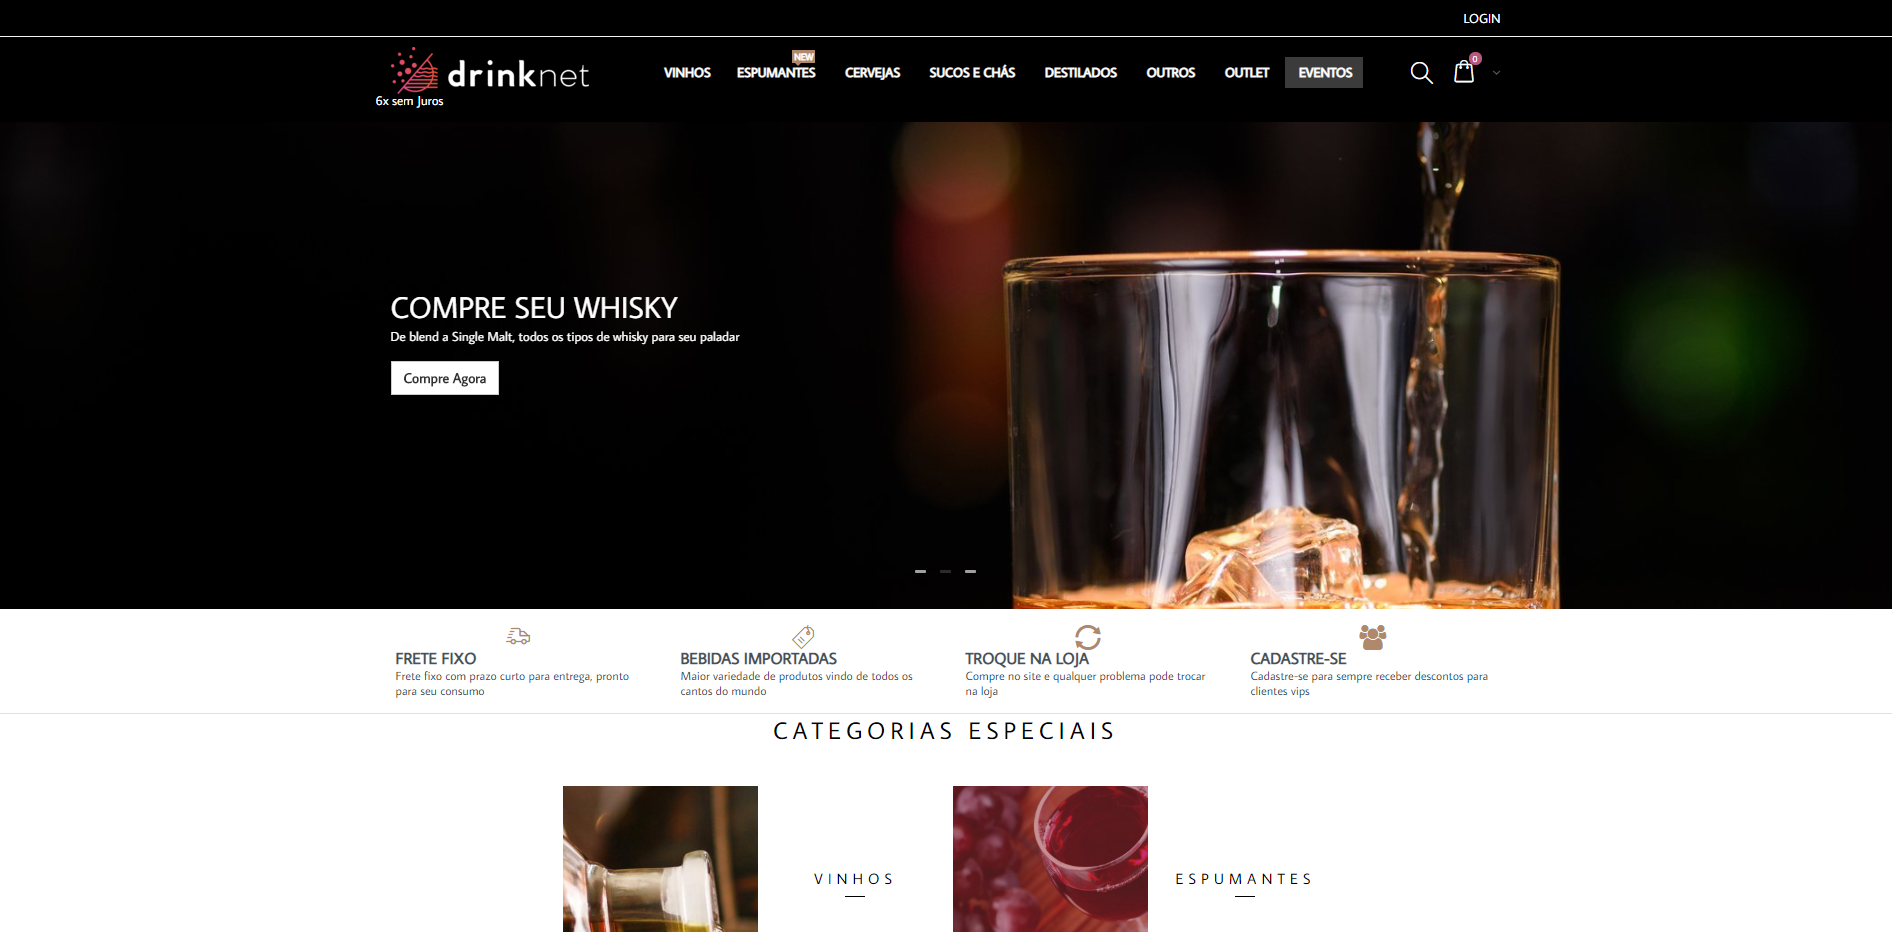 LOGIN
drinknet
6x sem Juros
VINHOS
NEW
ESPUMANTES
CERVEJAS
SUCOS E CHÁS
DESTILADOS
OUTROS
OUTLET
EVENTOS
0
COMPRE SEU WHISKY
De blend a Single Malt, todos os tipos de whisky para seu paladar
Compre Agora
FRETE FIXO
Frete fixo com prazo curto para entrega, pronto
para seu consumo
BEBIDAS IMPORTADAS
Maior variedade de produtos vindo de todos os
cantos do mundo
TROQUE NA LOJA
Compre no site e qualquer problema pode trocar
na loja
CADASTRE-SE
Cadastre-se para sempre receber descontos para
clientes vips
CATEGORIAS ESPECIAIS
VINHOS
ESPUMANTES